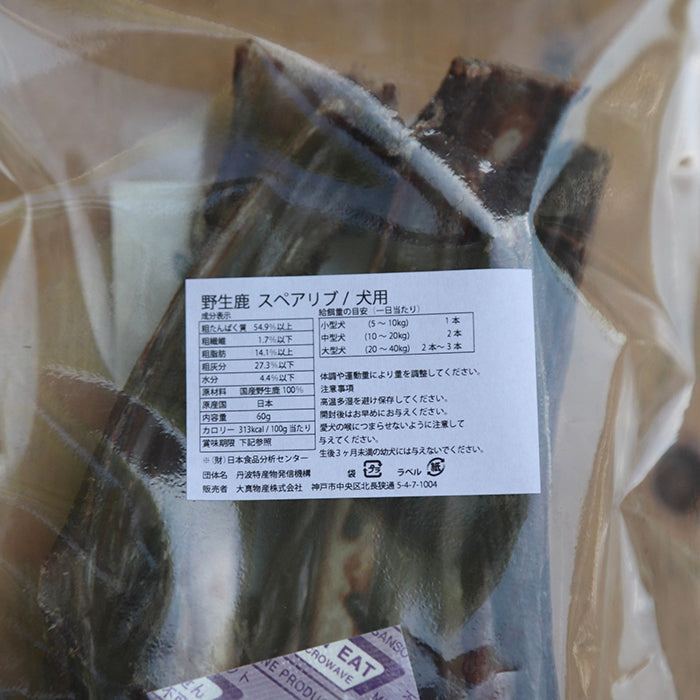 野生鹿 スペアリブ / 犬用
成分表示
粗たんぱく質 54.9%以上
粗繊維 1.7%以下
粗脂肪 14.1%以上
粗灰分 27.3%以下
水分 4.4%以下
原材料 国産野生鹿 100%
原産国 日本
内容量 60g
カロリー 313kcal / 100g 当たり
賞味期限 下記参照
※(財)日本食品分析センター
給餌量の目安(一日当たり)
小型犬 (5〜10kg) 1本
中型犬 (10〜20kg) 2本
大型犬 (20〜40kg) 2本〜3本
体調や運動量により量を調整してください。
注意事項
高温多湿を避け保存してください。
開封後はお早めにお与えください。
愛犬の喉につまらせないように注意して
与えてください。
生後3ヶ月未満の幼犬には与えないでください。
団体名 丹波特産物発信機構 袋 プラ ラベル 紙
販売者 大真物産株式会社 神戸市中央区北長狭通 5-4-7-1004
EAT
CROWAVE
NE PRODU